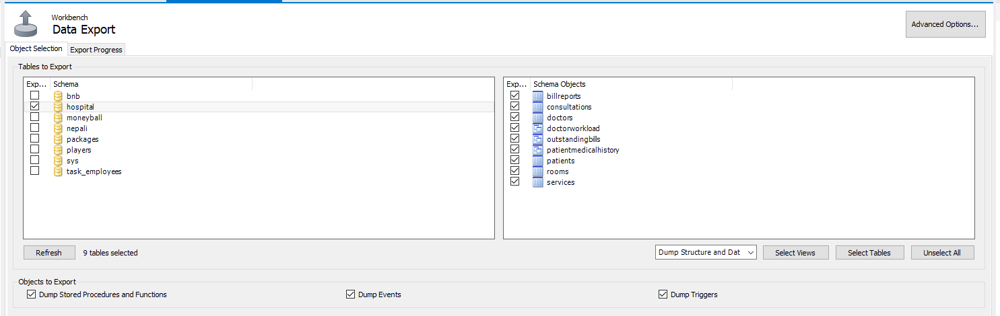 Workbench
Data Export
Advanced Options...
Object Selection
Export Progress
Tables to Export
Exp... Schema
bnb
hospital
moneyball
nepali
packages
players
sys
task_employees
Exp... Schema Objects
billreports
consultations
doctors
doctorworkload
outstandingbills
patientmedicalhistory
patients
rooms
services
Refresh
9 tables selected
Dump Structure and Dat
Select Views
Select Tables
Unselect All
Objects to Export
Dump Stored Procedures and Functions
Dump Events
Dump Triggers